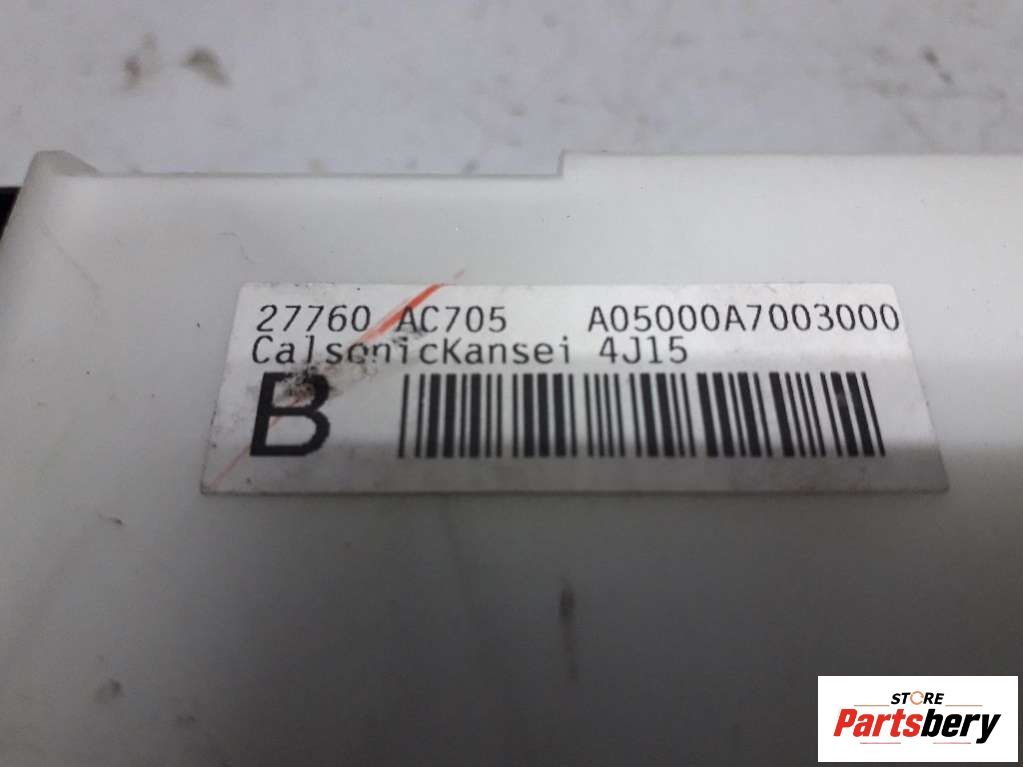 27760 AC705 A05000A7003000
CalsonicKansei 4J15
B
STORE
Partsbery